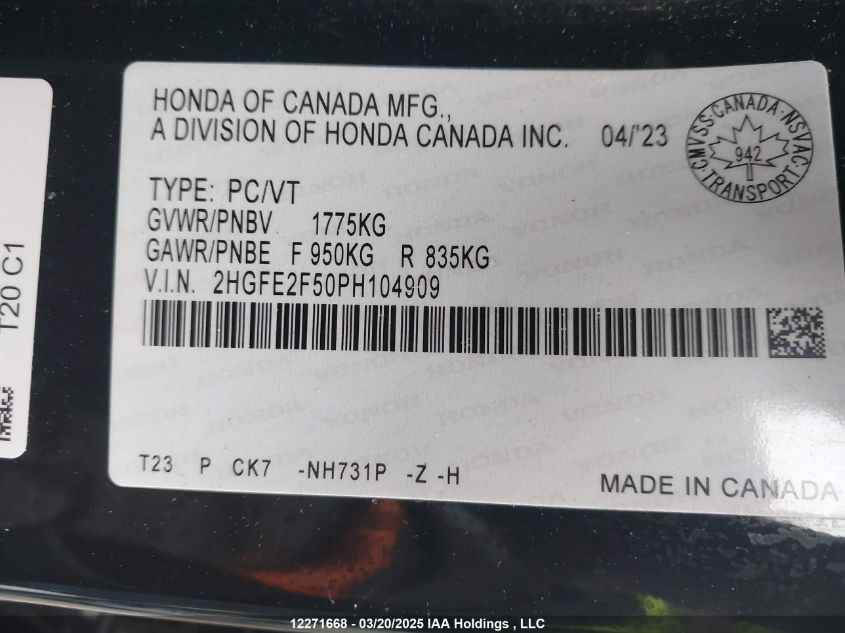 HONDA OF CANADA MFG.,
A DIVISION OF HONDA CANADA INC. 04/'23
CMVSS·CANADA·NSVAC
942
TRANSPORT
TYPE: PC/VT
GVWR/PNBV 1775KG
GAWR/PNBE F 950KG R 835KG
V.I.N. 2HGFE2F50PH104909
T20 C1
T23 P CK7 -NH731P -Z -H
MADE IN CANADA
12271668 - 03/20/2025 IAA Holdings , LLC